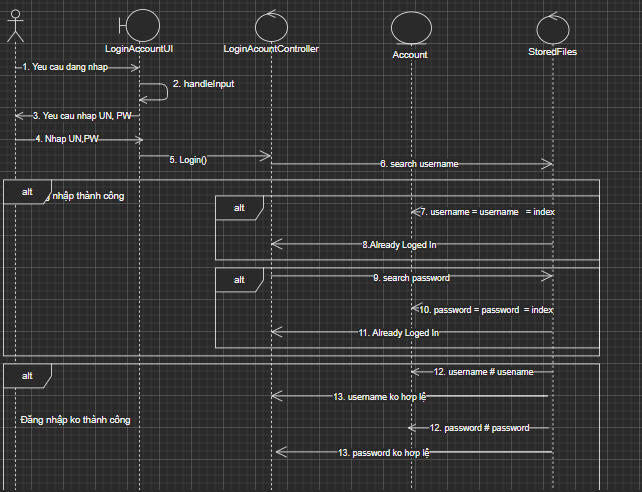 LoginAccountUI
LoginAcountController
Account
StoredFiles
1. Yeu cau dang nhap
2. handleInput
3. Yeu cau nhap UN, PW
4. Nhap UN,PW
5. Login()
6. search username
alt
nhập thành công
alt
7. username = username = index
8.Already Loged In
alt
9. search password
10. password = password = index
11. Already Loged In
alt
12. username # usename
13. username ko hơp lệ
Đăng nhập ko thành công
12. password # password
13. password ko hơp lệ